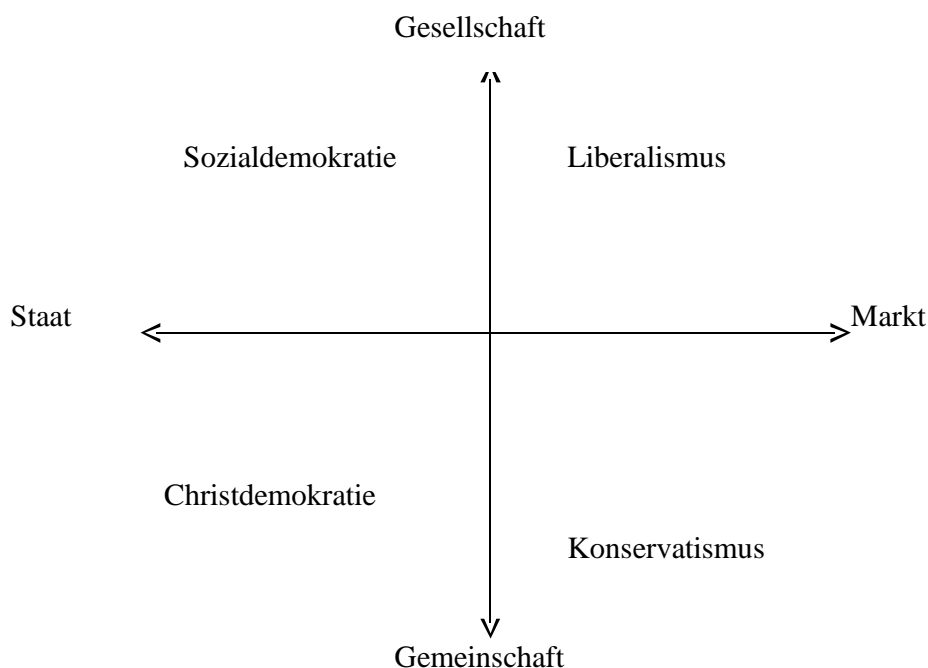 Gesellschaft
Sozialdemokratie
Liberalismus
Staat
Markt
Christdemokratie
Konservatismus
Gemeinschaft